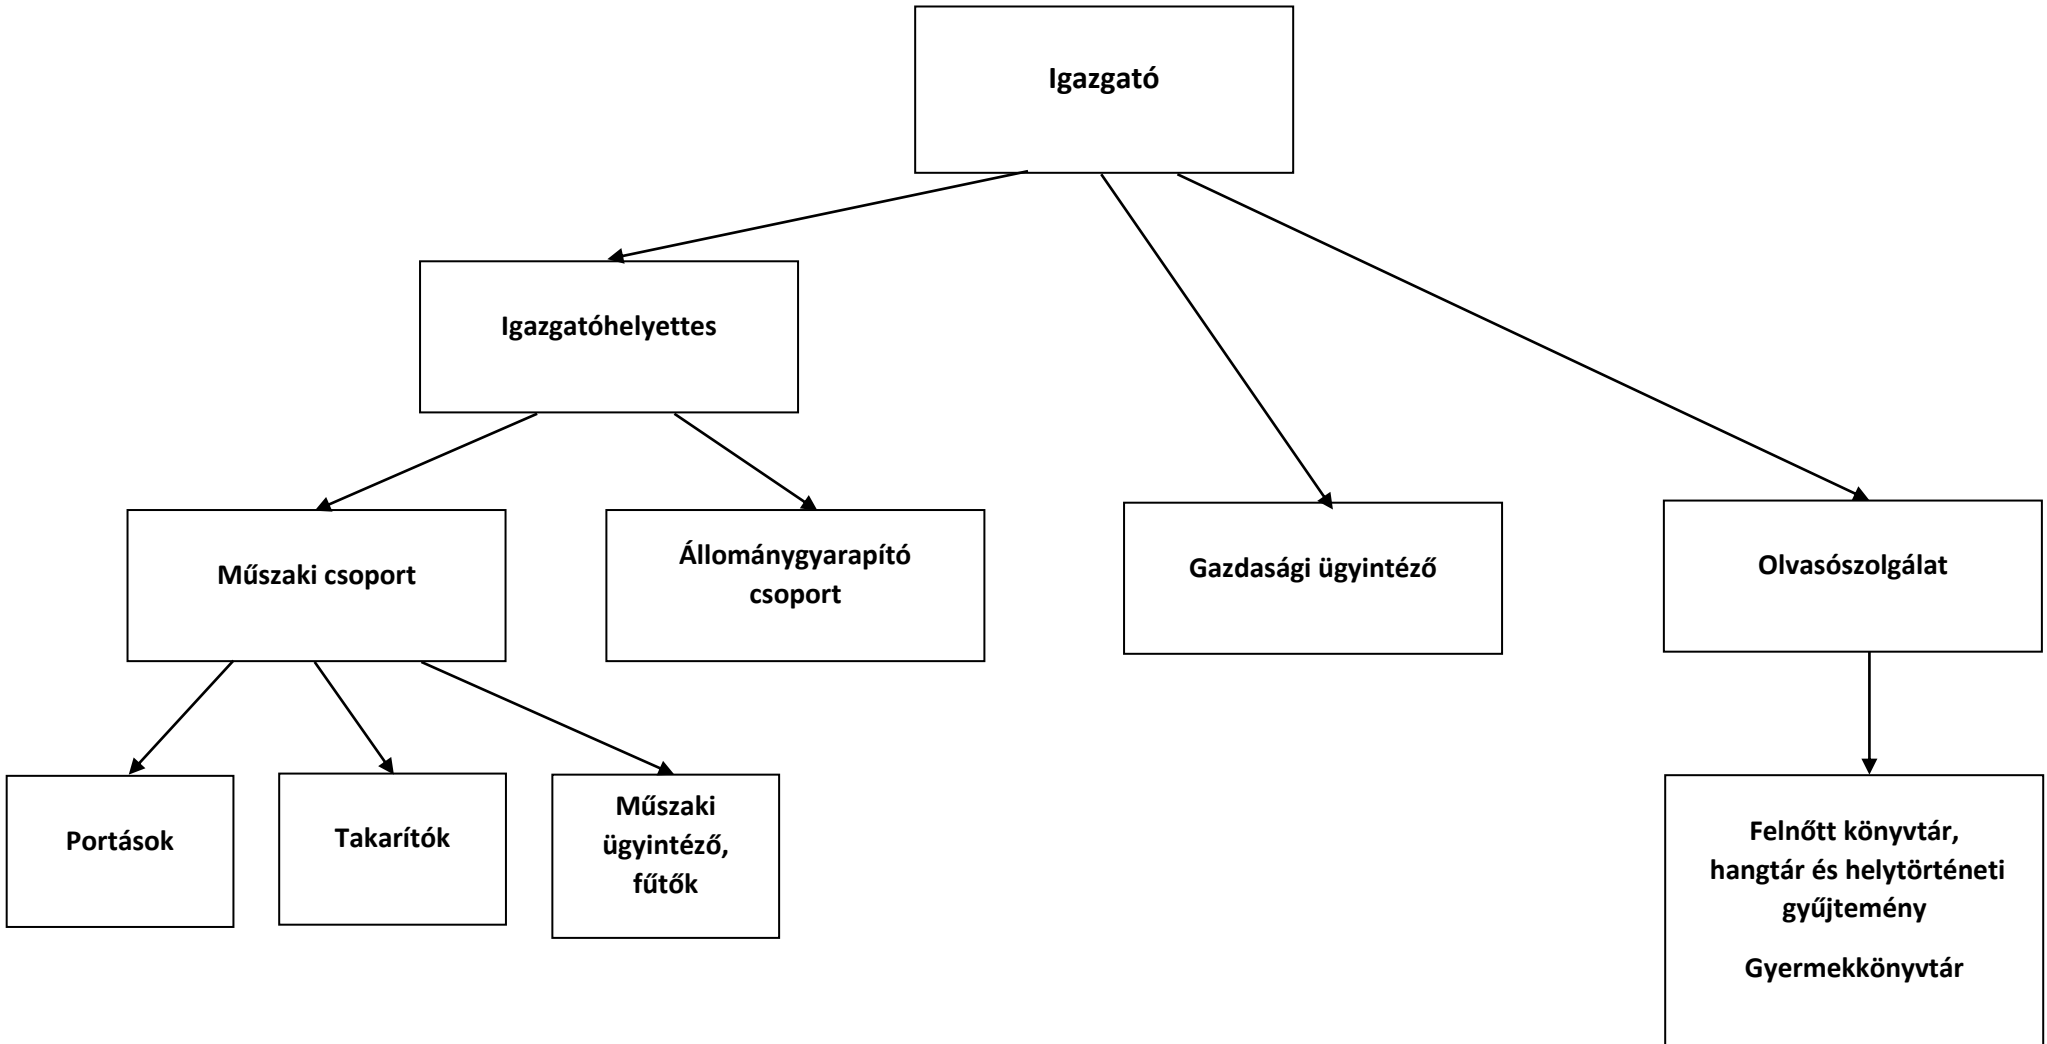 Igazgató
Igazgatóhelyettes
Műszaki csoport
Állománygyarapító
csoport
Gazdasági ügyintéző
Olvasószolgálat
Portások
Takarítók
Műszaki
ügyintéző,
fűtők
Felnőtt könyvtár,
hangtár és helytörténeti
gyűjtemény
Gyermekkönyvtár